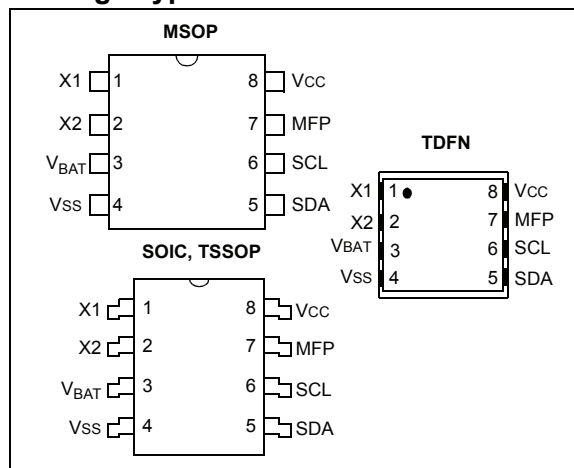 MSOP
X1 1 8 VCC
X2 2 7 MFP
VBAT 3 6 SCL
VSS 4 5 SDA
TDFN
X1 1 8 VCC
X2 2 7 MFP
VBAT 3 6 SCL
VSS 4 5 SDA
SOIC, TSSOP
X1 1 8 VCC
X2 2 7 MFP
VBAT 3 6 SCL
VSS 4 5 SDA